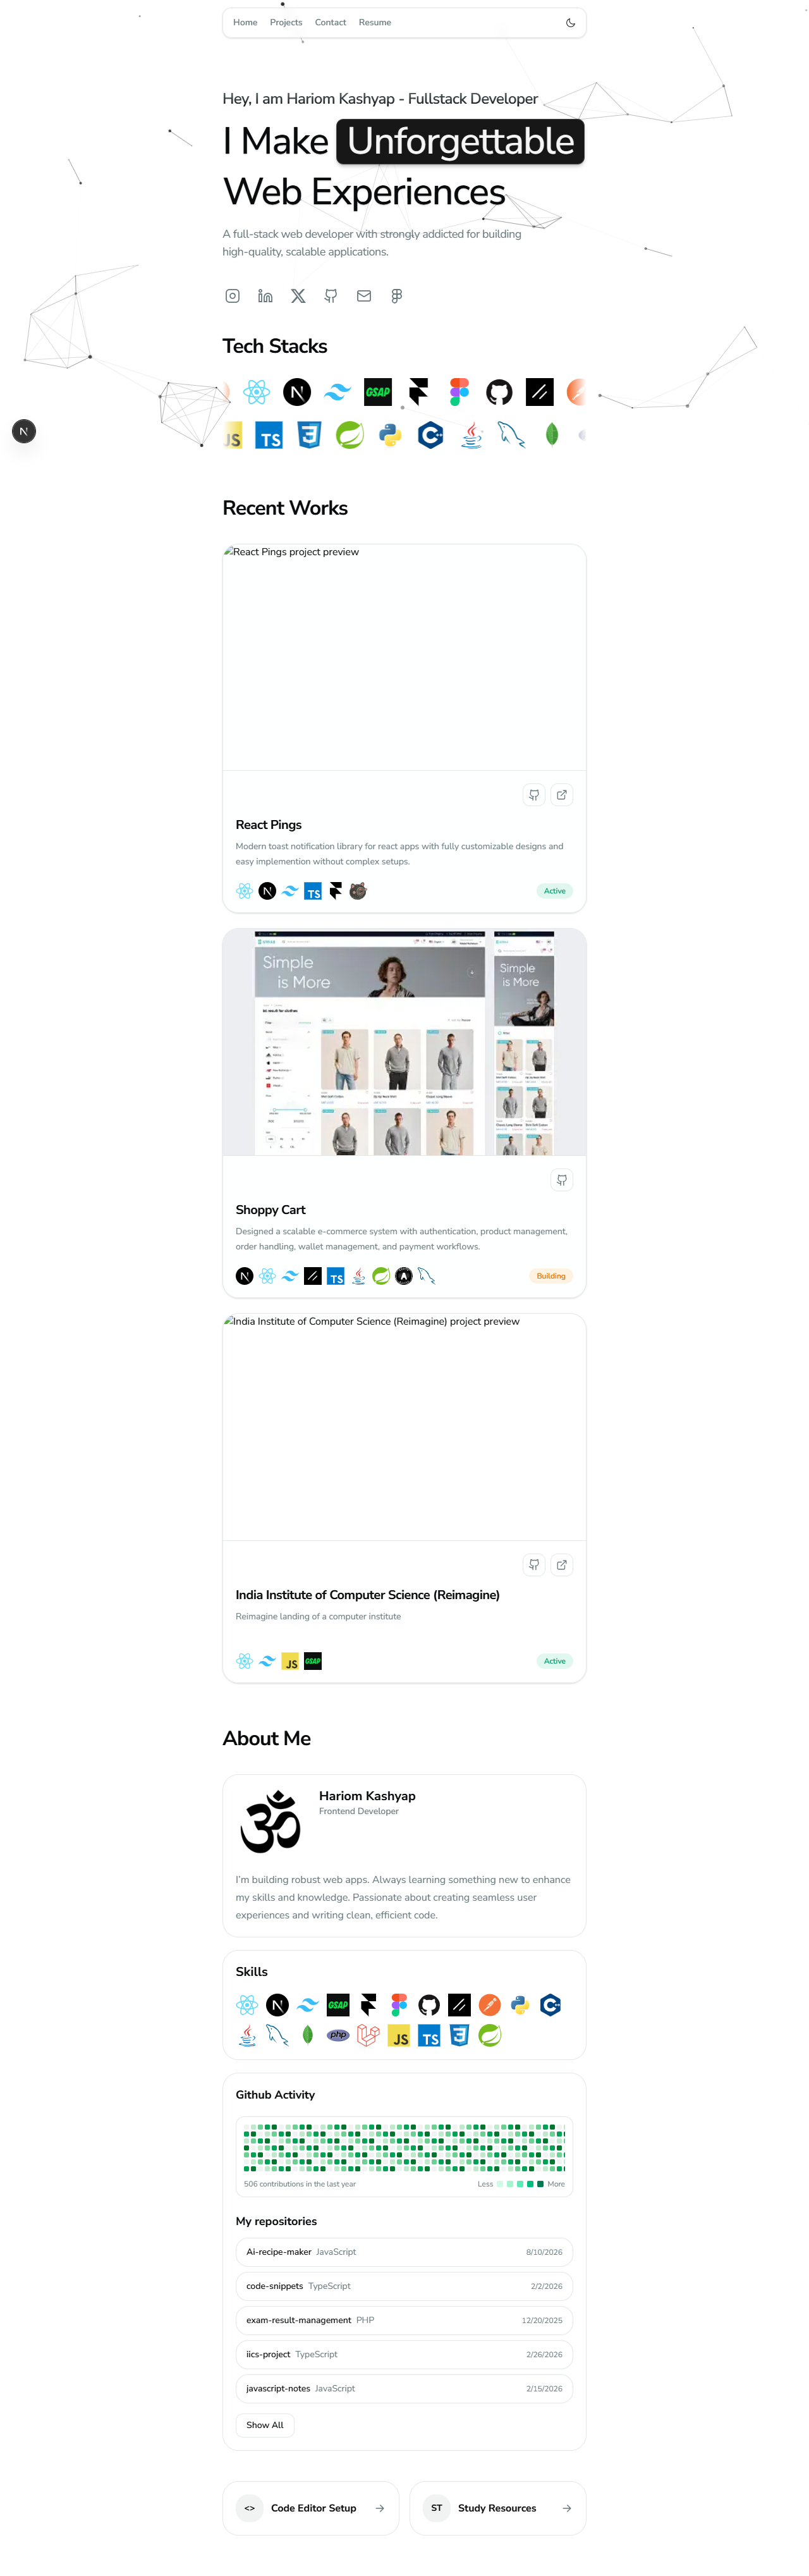 Home Projects Contact Resume
Hey, I am Hariom Kashyap - Fullstack Developer
I Make Unforgettable
Web Experiences
A full-stack web developer with strongly addicted for building
high-quality, scalable applications.
Tech Stacks
GSAP
JS TS
Recent Works
React Pings project preview
React Pings
Modern toast notification library for react apps with fully customizable designs and
easy implemention without complex setups.
TS
Active
Simple
is More
Simple
is More
Shoppy Cart
Designed a scalable e-commerce system with authentication, product management,
order handling, wallet management, and payment workflows.
TS
Building
India Institute of Computer Science (Reimagine) project preview
India Institute of Computer Science (Reimagine)
Reimagine landing of a computer institute
JS GSAP
Active
About Me
ॐ
Hariom Kashyap
Frontend Developer
I'm building robust web apps. Always learning something new to enhance
my skills and knowledge. Passionate about creating seamless user
experiences and writing clean, efficient code.
Skills
GSAP
php JS TS
Github Activity
506 contributions in the last year Less More
My repositories
Ai-recipe-maker JavaScript 8/10/2026
code-snippets TypeScript 2/2/2026
exam-result-management PHP 12/20/2025
iics-project TypeScript 2/26/2026
javascript-notes JavaScript 2/15/2026
Show All
<> Code Editor Setup
ST Study Resources